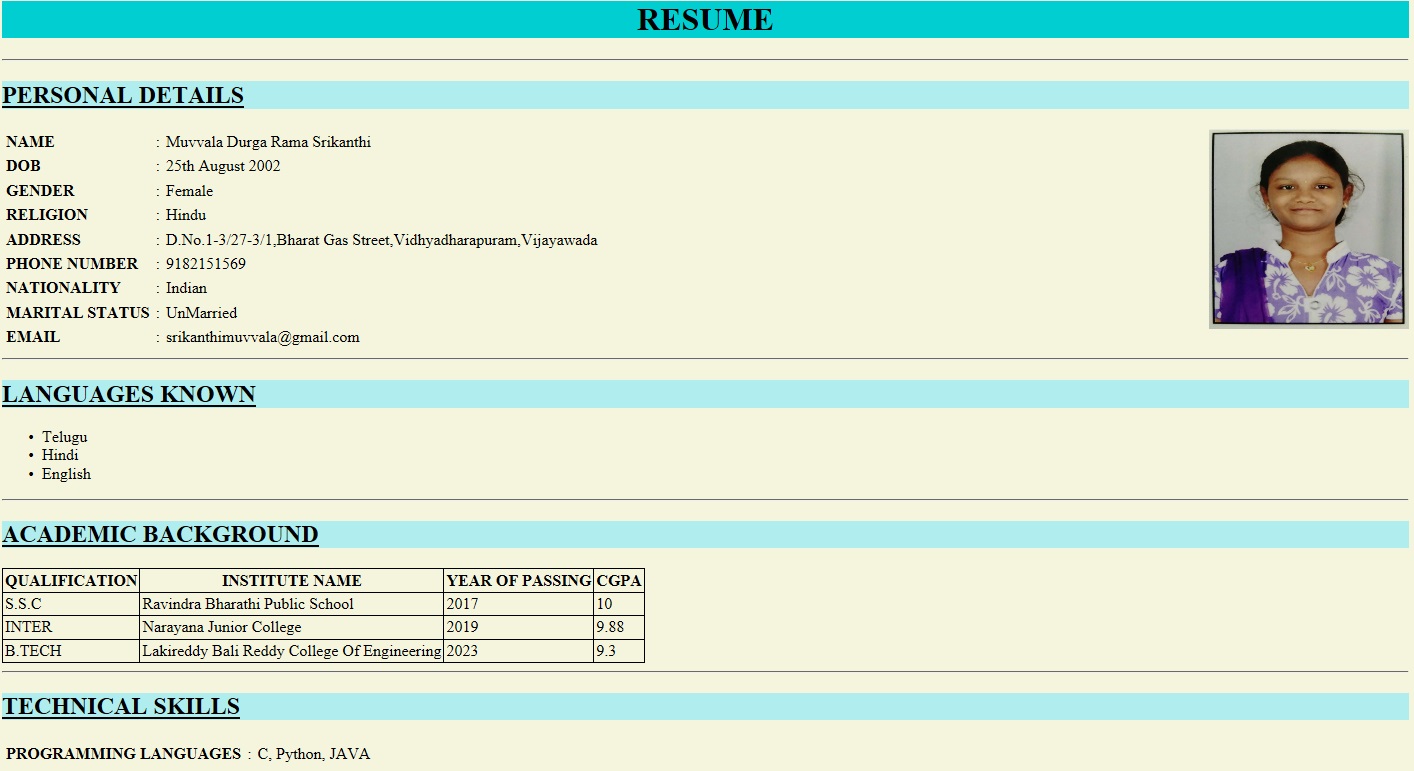 RESUME
PERSONAL DETAILS
NAME : Muvvala Durga Rama Srikanthi
DOB : 25th August 2002
GENDER : Female
RELIGION : Hindu
ADDRESS : D.No.1-3/27-3/1,Bharat Gas Street,Vidhyadharapuram,Vijayawada
PHONE NUMBER : 9182151569
NATIONALITY : Indian
MARITAL STATUS : UnMarried
EMAIL : srikanthimuvvala@gmail.com
LANGUAGES KNOWN
• Telugu
• Hindi
• English
ACADEMIC BACKGROUND
QUALIFICATION INSTITUTE NAME YEAR OF PASSING CGPA
S.S.C Ravindra Bharathi Public School 2017 10
INTER Narayana Junior College 2019 9.88
B.TECH Lakireddy Bali Reddy College Of Engineering 2023 9.3
TECHNICAL SKILLS
PROGRAMMING LANGUAGES : C, Python, JAVA